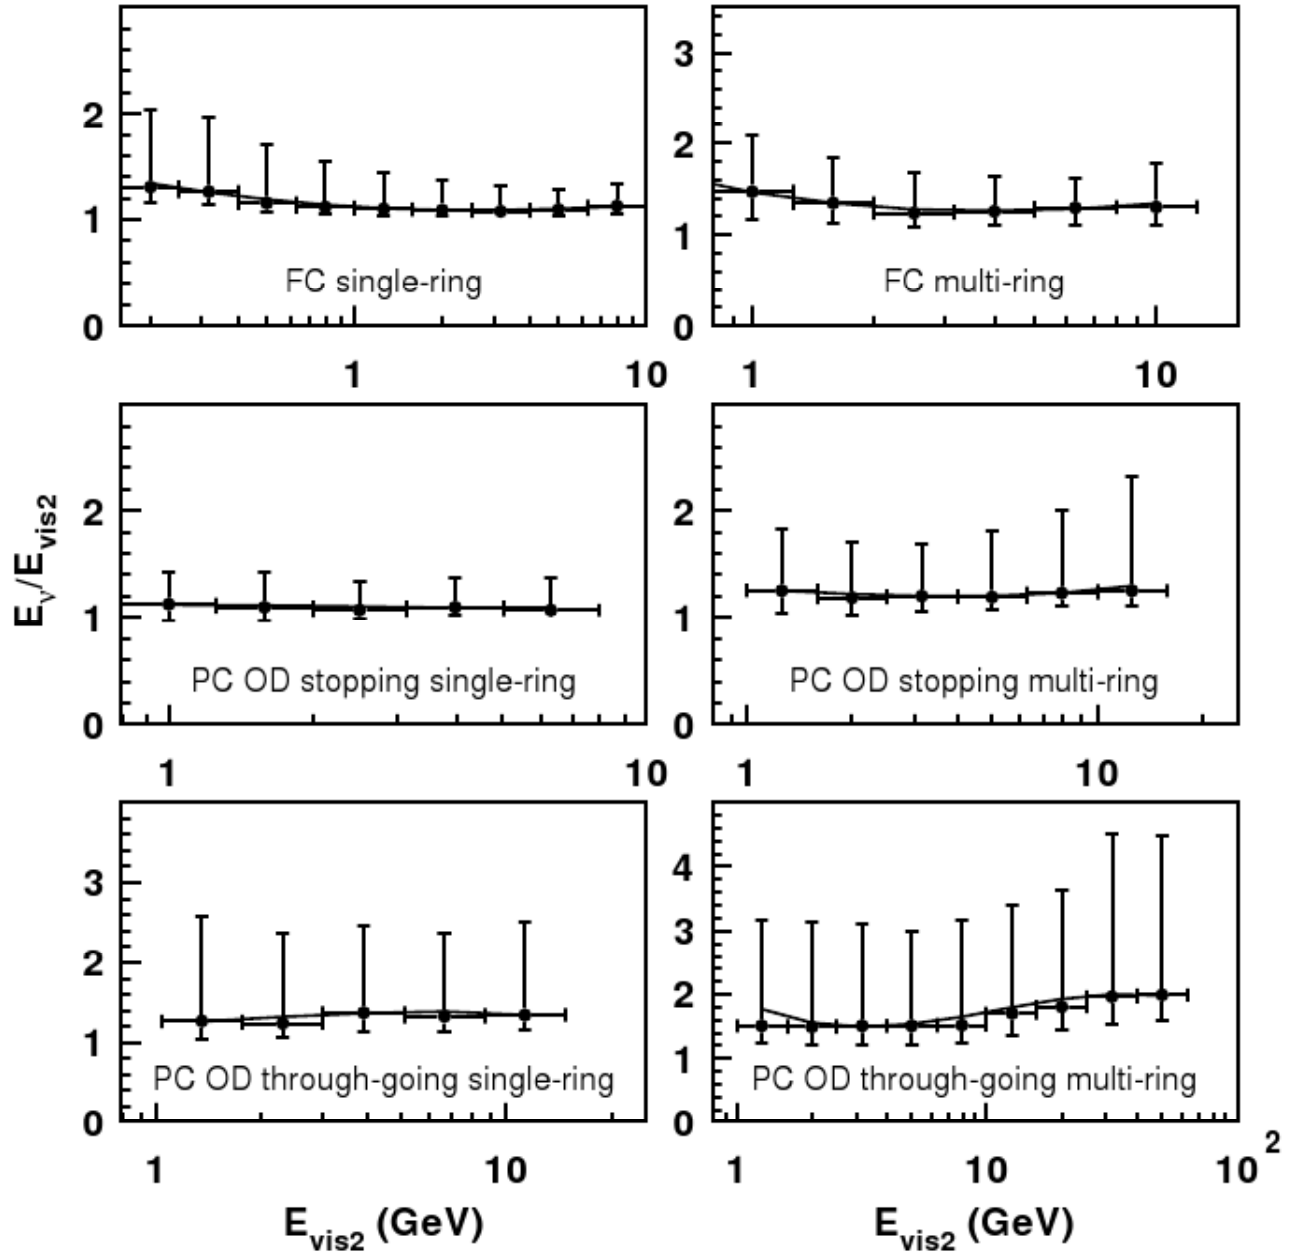 2
1
0
FC single-ring
1 10
3
2
1
0
FC multi-ring
1 10
Eν/Evis2
2
1
0
PC OD stopping single-ring
1 10
2
1
0
PC OD stopping multi-ring
1 10
3
2
1
0
PC OD through-going single-ring
1 10
Evis2 (GeV)
4
3
2
1
0
PC OD through-going multi-ring
1 10 10²
Evis2 (GeV)